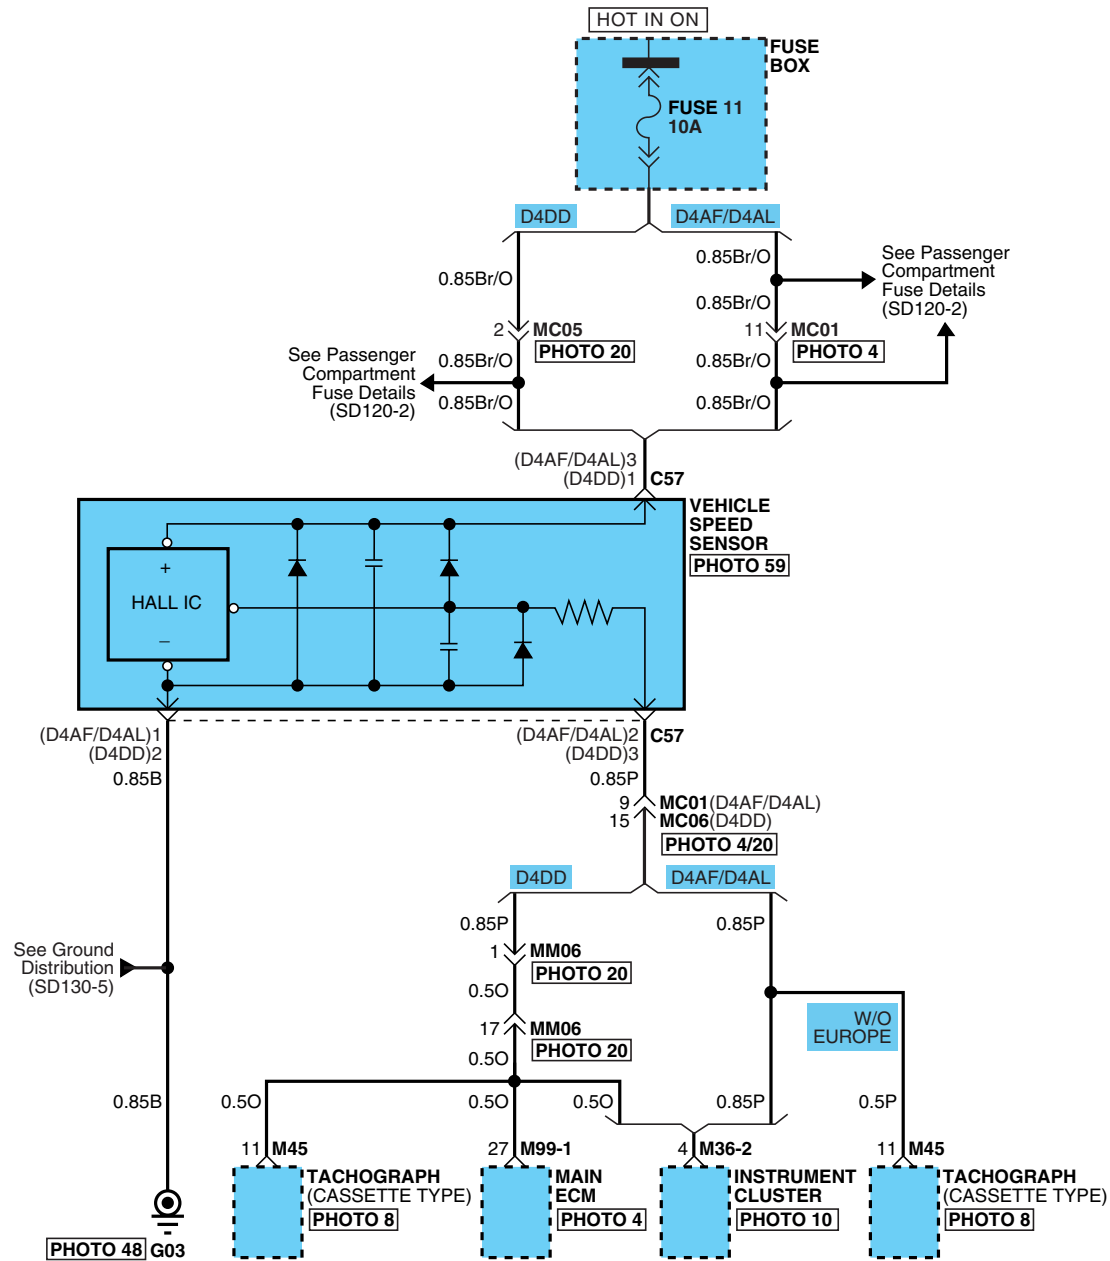 HOT IN ON
FUSE
BOX
FUSE 11
10A
D4DD
D4AF/D4AL
0.85Br/O
0.85Br/O
0.85Br/O
See Passenger
Compartment
Fuse Details
(SD120-2)
2 MC05
PHOTO 20
11 MC01
PHOTO 4
See Passenger
Compartment
Fuse Details
(SD120-2)
0.85Br/O
0.85Br/O
0.85Br/O
0.85Br/O
(D4AF/D4AL)3
(D4DD)1
C57
VEHICLE
SPEED
SENSOR
PHOTO 59
+
HALL IC
–
(D4AF/D4AL)1
(D4DD)2
0.85B
(D4AF/D4AL)2
(D4DD)3
C57
0.85P
9 MC01(D4AF/D4AL)
15 MC06(D4DD)
PHOTO 4/20
D4DD
D4AF/D4AL
0.85P
0.85P
See Ground
Distribution
(SD130-5)
1 MM06
PHOTO 20
0.5O
17 MM06
PHOTO 20
0.5O
W/O
EUROPE
0.85B
0.5O
0.5O
0.5O
0.85P
0.5P
11 M45
27 M99-1
4 M36-2
11 M45
TACHOGRAPH
(CASSETTE TYPE)
PHOTO 8
MAIN
ECM
PHOTO 4
INSTRUMENT
CLUSTER
PHOTO 10
TACHOGRAPH
(CASSETTE TYPE)
PHOTO 8
PHOTO 48 G03